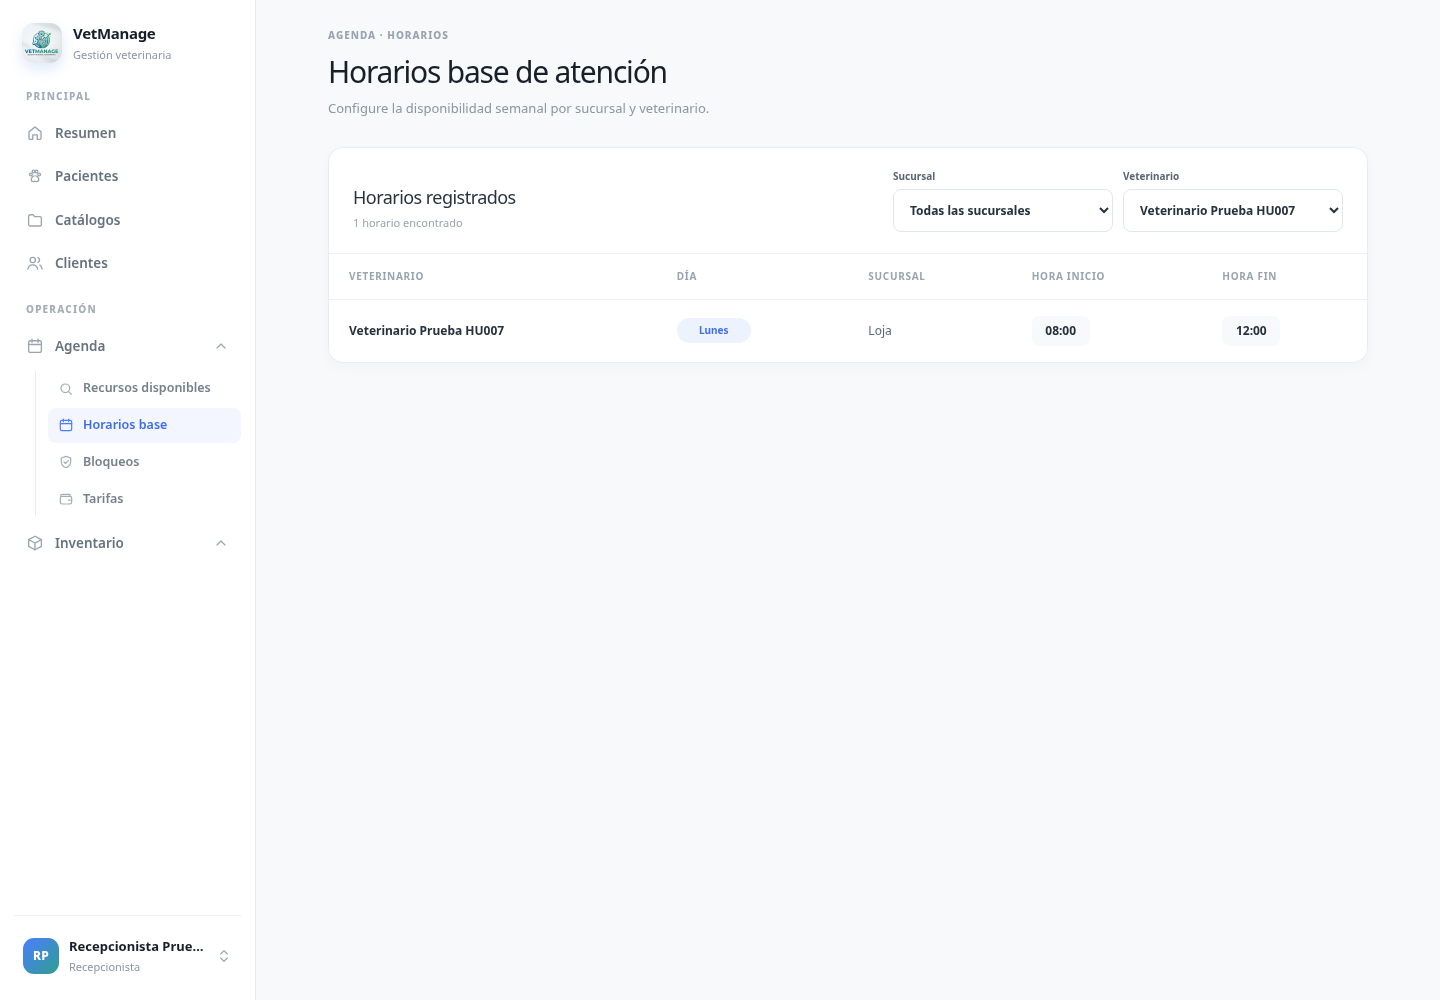 VetManage
Gestión veterinaria
PRINCIPAL
Resumen
Pacientes
Catálogos
Clientes
OPERACIÓN
Agenda
Recursos disponibles
Horarios base
Bloqueos
Tarifas
Inventario
RP
Recepcionista Prue...
Recepcionista
AGENDA · HORARIOS
Horarios base de atención
Configure la disponibilidad semanal por sucursal y veterinario.
Horarios registrados
1 horario encontrado
Sucursal
Todas las sucursales
Veterinario
Veterinario Prueba HU007
VETERINARIO DÍA SUCURSAL HORA INICIO HORA FIN
Veterinario Prueba HU007 Lunes Loja 08:00 12:00